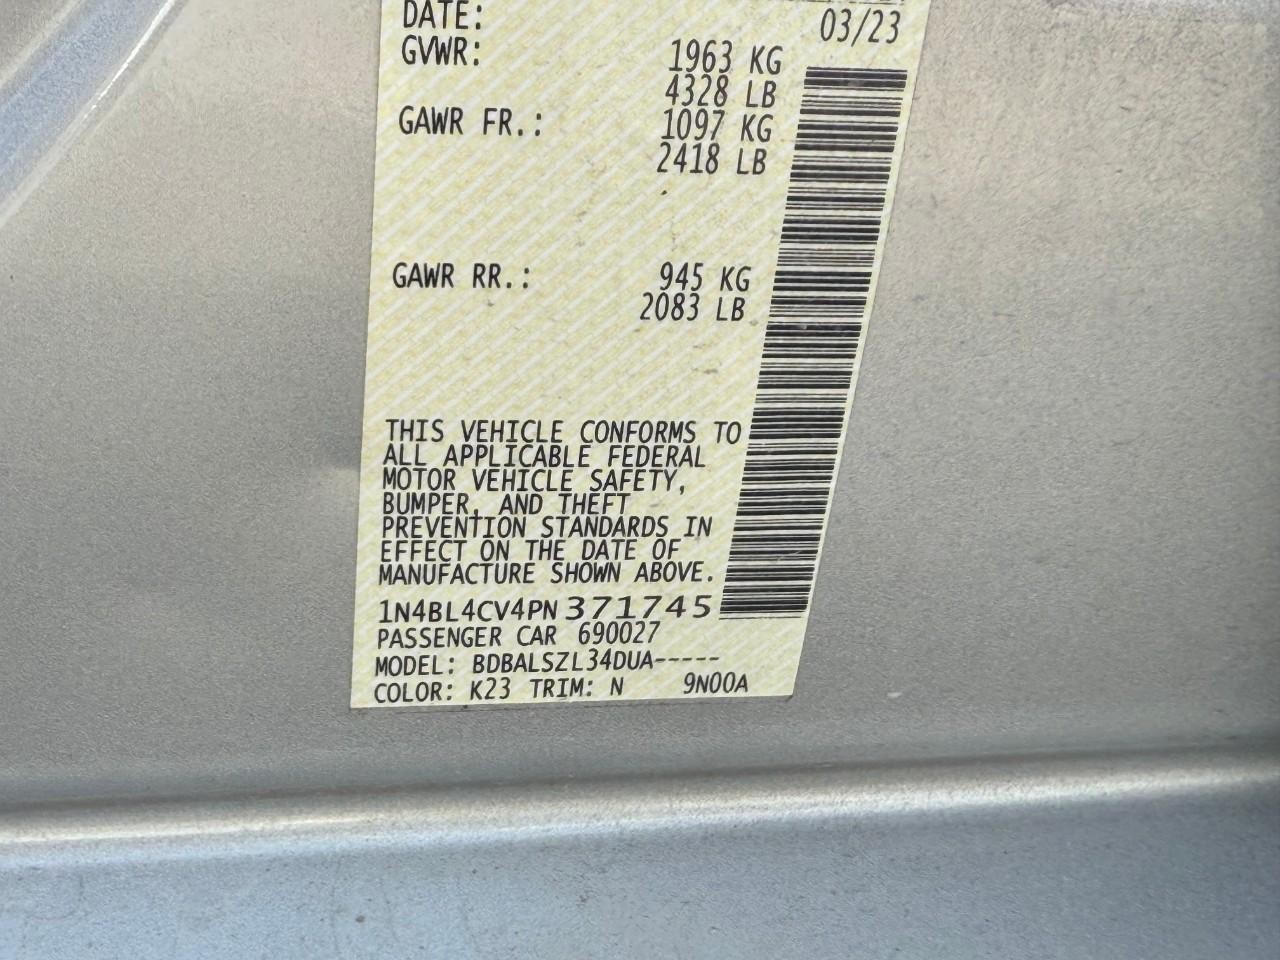 DATE: 03/23
GVWR: 1963 KG
4328 LB
GAWR FR.: 1097 KG
2418 LB
GAWR RR.: 945 KG
2083 LB
THIS VEHICLE CONFORMS TO
ALL APPLICABLE FEDERAL
MOTOR VEHICLE SAFETY,
BUMPER, AND THEFT
PREVENTION STANDARDS IN
EFFECT ON THE DATE OF
MANUFACTURE SHOWN ABOVE.
1N4BL4CV4PN371745
PASSENGER CAR 690027
MODEL: BDBALSZL34DUA-----
COLOR: K23 TRIM: N 9N00A